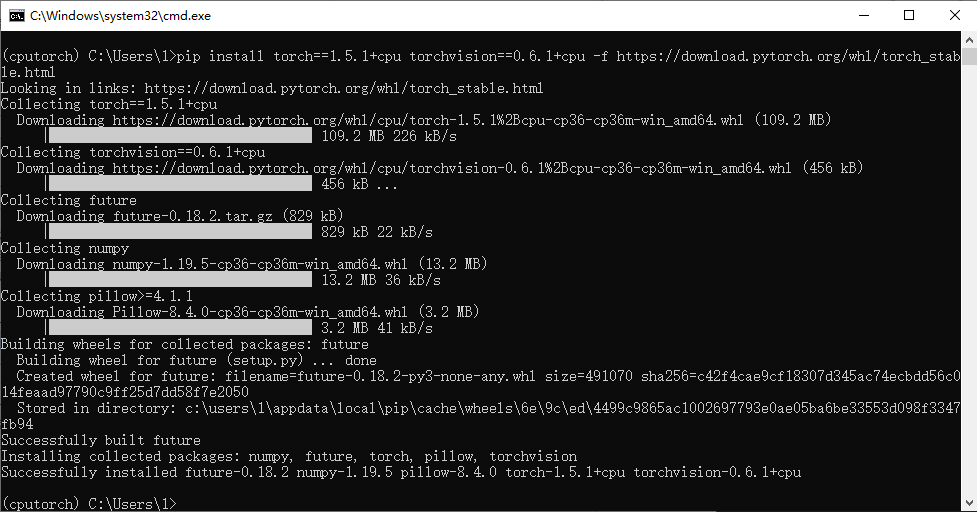 C:\Windows\system32\cmd.exe
(cputorch) C:\Users\l>pip install torch==1.5.1+cpu torchvision==0.6.1+cpu -f https://download.pytorch.org/whl/torch_stab
le.html
Looking in links: https://download.pytorch.org/whl/torch_stable.html
Collecting torch==1.5.1+cpu
Downloading https://download.pytorch.org/whl/cpu/torch-1.5.1%2Bcpu-cp36-cp36m-win_amd64.whl (109.2 MB)
109.2 MB 226 kB/s
Collecting torchvision==0.6.1+cpu
Downloading https://download.pytorch.org/whl/cpu/torchvision-0.6.1%2Bcpu-cp36-cp36m-win_amd64.whl (456 kB)
456 kB ...
Collecting future
Downloading future-0.18.2.tar.gz (829 kB)
829 kB 22 kB/s
Collecting numpy
Downloading numpy-1.19.5-cp36-cp36m-win_amd64.whl (13.2 MB)
13.2 MB 36 kB/s
Collecting pillow>=4.1.1
Downloading Pillow-8.4.0-cp36-cp36m-win_amd64.whl (3.2 MB)
3.2 MB 41 kB/s
Building wheels for collected packages: future
Building wheel for future (setup.py) ... done
Created wheel for future: filename=future-0.18.2-py3-none-any.whl size=491070 sha256=c42f4cae9cf18307d345ac74ecbdd56c0
14feaad97790c9ff25d7dd58f7e2050
Stored in directory: c:\users\l\appdata\local\pip\cache\wheels\6e\9c\ed\4499c9865ac1002697793e0ae05ba6be33553d098f3347
fb94
Successfully built future
Installing collected packages: numpy, future, torch, pillow, torchvision
Successfully installed future-0.18.2 numpy-1.19.5 pillow-8.4.0 torch-1.5.1+cpu torchvision-0.6.1+cpu
(cputorch) C:\Users\l>